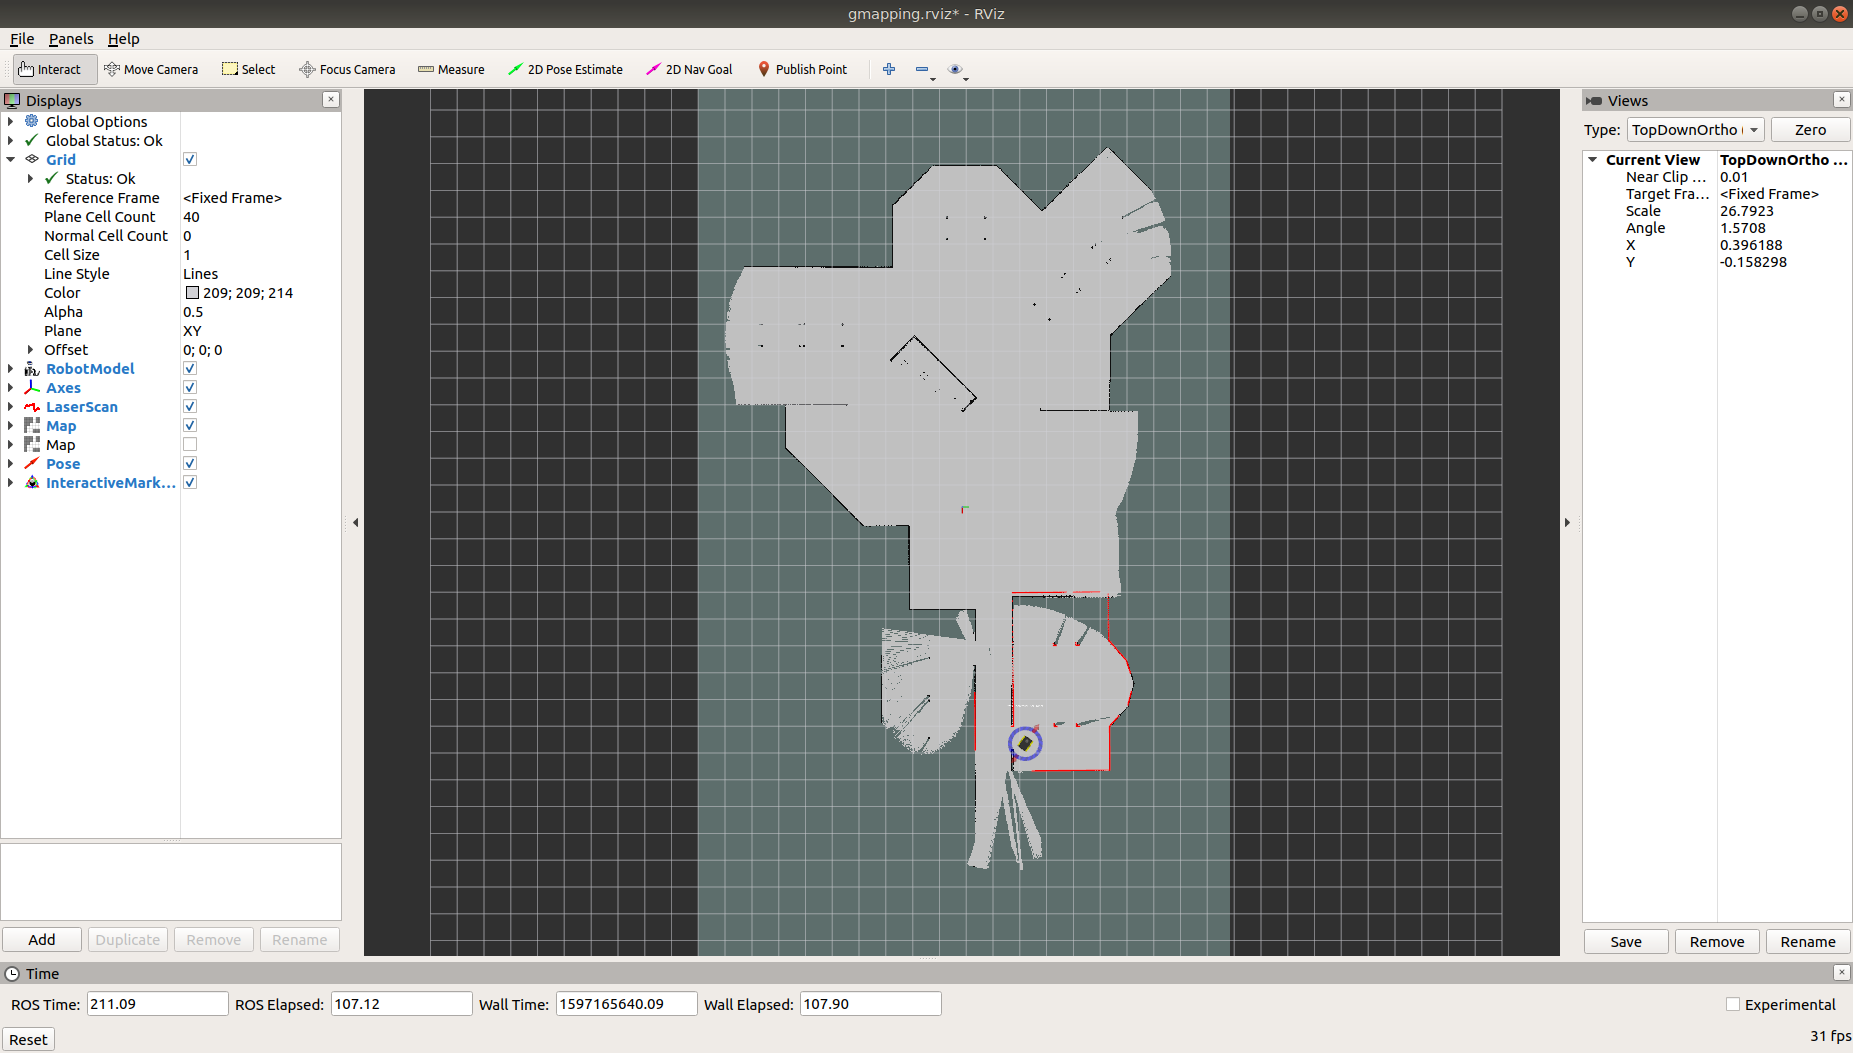 gmapping.rviz* - RViz
File Panels Help
Interact Move Camera Select Focus Camera Measure 2D Pose Estimate 2D Nav Goal Publish Point
Displays
Global Options
Global Status: Ok
Grid
Status: Ok
Reference Frame <Fixed Frame>
Plane Cell Count 40
Normal Cell Count 0
Cell Size 1
Line Style Lines
Color 209; 209; 214
Alpha 0.5
Plane XY
Offset 0; 0; 0
RobotModel
Axes
LaserScan
Map
Map
Pose
InteractiveMark...
Add Duplicate Remove Rename
Views
Type: TopDownOrtho ( Zero
Current View TopDownOrtho ...
Near Clip ... 0.01
Target Fra... <Fixed Frame>
Scale 26.7923
Angle 1.5708
X 0.396188
Y -0.158298
Save Remove Rename
Time
ROS Time: 211.09 ROS Elapsed: 107.12 Wall Time: 1597165640.09 Wall Elapsed: 107.90 Experimental
Reset 31 fps